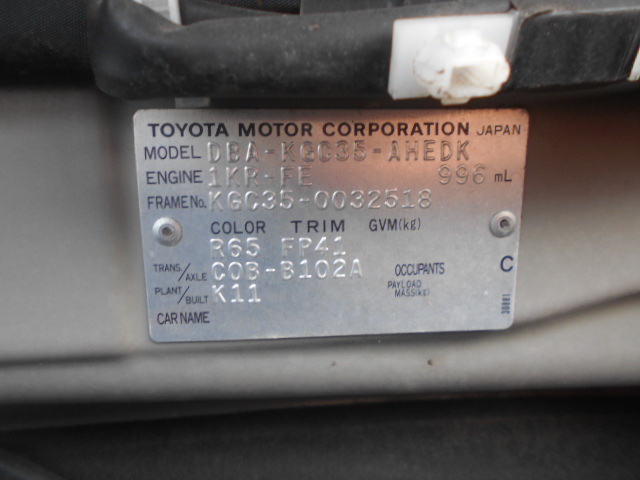 TOYOTA MOTOR CORPORATION JAPAN
MODEL DBA-KGC35-AHEDK
ENGINE 1KR-FE 996 mL
FRAME No. KGC35-0032518
COLOR TRIM GVM(kg)
R65 FP41
TRANS./AXLE C0B-B102A OCCUPANTS C
PLANT/BUILT K11 PAYLOAD MASS(kg)
CAR NAME